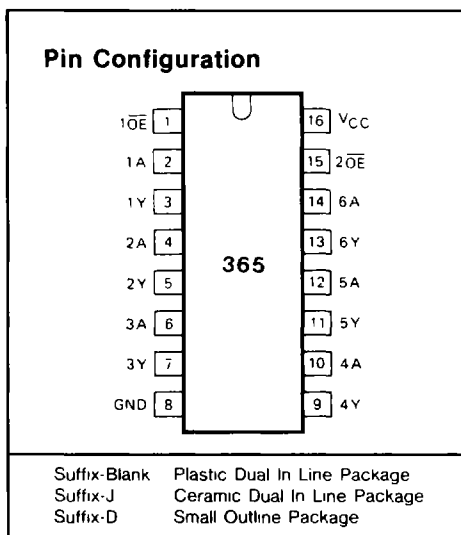 Pin Configuration
1O̅E̅ 1 16 VCC
1A 2 15 2O̅E̅
1Y 3 14 6A
2A 4 13 6Y
2Y 5 365 12 5A
3A 6 11 5Y
3Y 7 10 4A
GND 8 9 4Y
Suffix-Blank Plastic Dual In Line Package
Suffix-J Ceramic Dual In Line Package
Suffix-D Small Outline Package